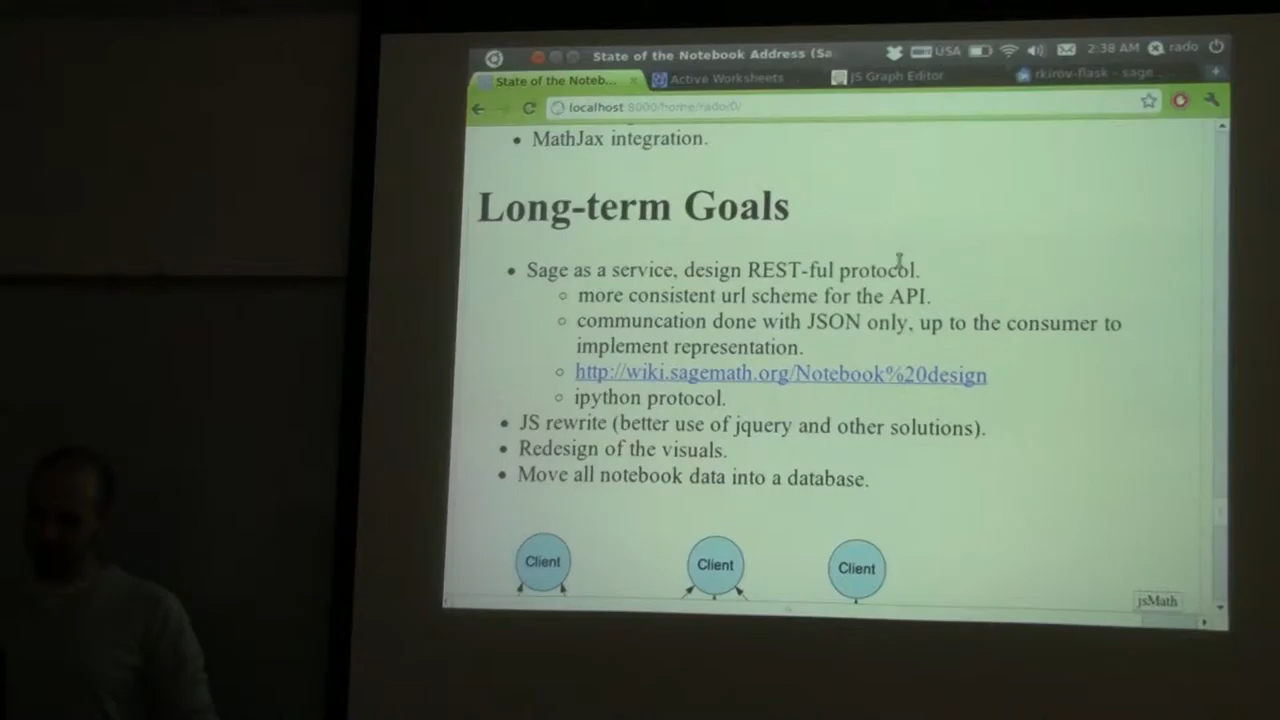 State of the Notebook Address (Sa
USA
2:38 AM
rado
State of the Noteb...
Active Worksheets
JS Graph Editor
rkirov-flask - sage
localhost:8000/home/rado/0/
• MathJax integration.
Long-term Goals
• Sage as a service, design REST-ful protocol.
○ more consistent url scheme for the API.
○ communcation done with JSON only, up to the consumer to
implement representation.
○ http://wiki.sagemath.org/Notebook%20design
○ ipython protocol.
• JS rewrite (better use of jquery and other solutions).
• Redesign of the visuals.
• Move all notebook data into a database.
Client
Client
Client
jsMath